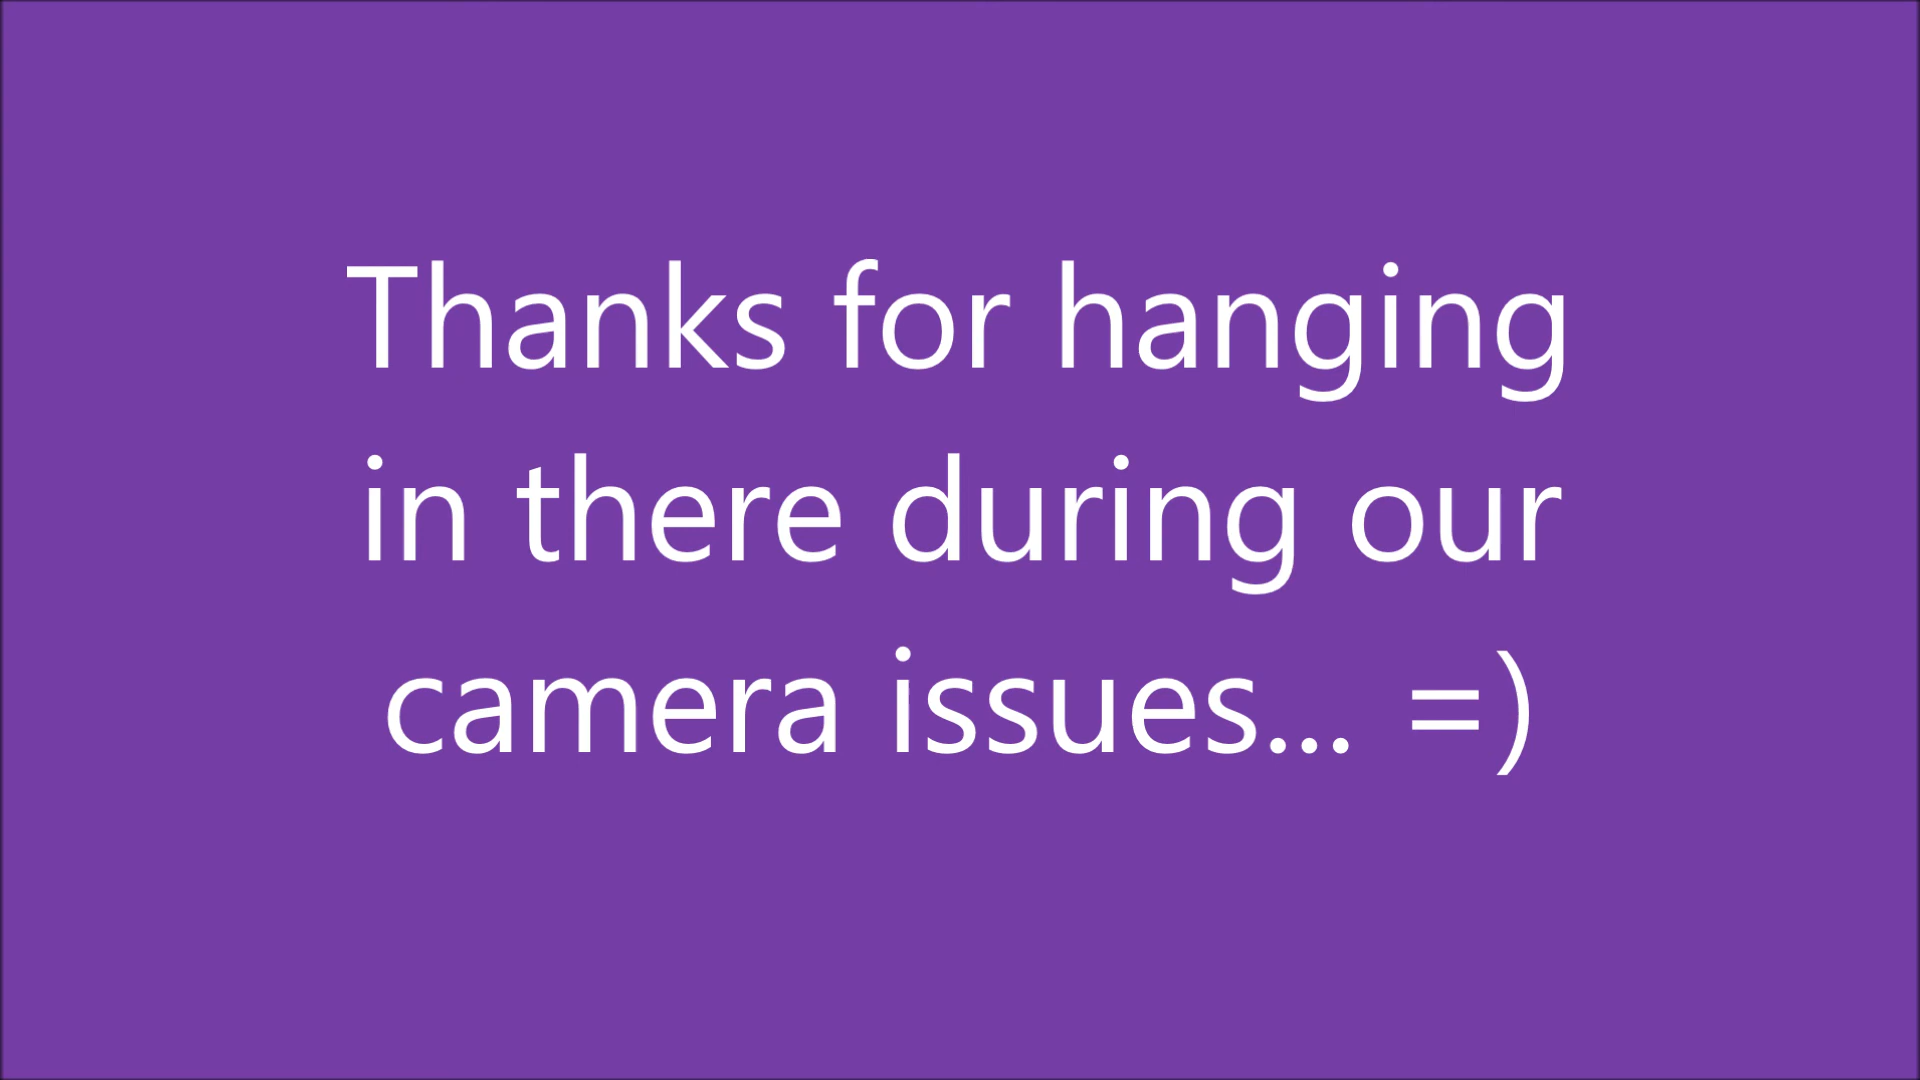 Thanks for hanging
in there during our
camera issues... =)